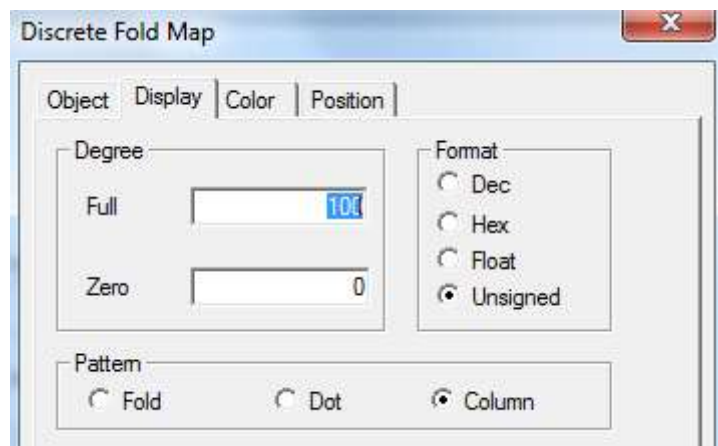 Discrete Fold Map
Object Display Color Position
Degree
Full 100
Zero 0
Format
Dec
Hex
Float
Unsigned
Pattern
Fold Dot Column